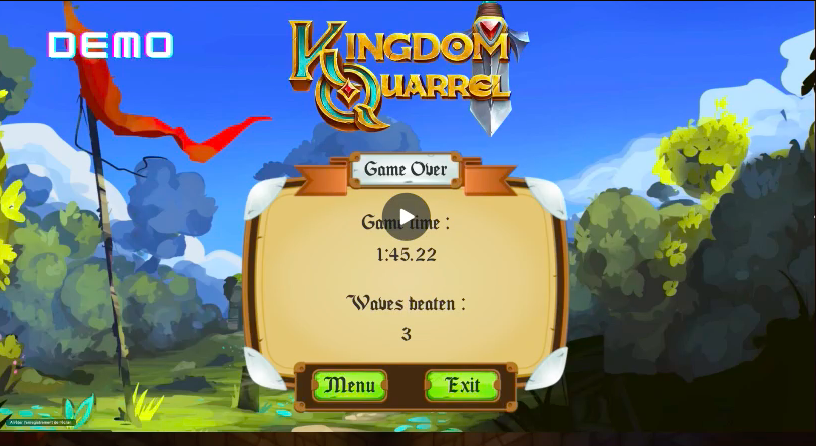 DEMO
KINGDOM
QUARREL
Game Over
Game time :
1:45.22
Waves beaten :
3
Menu
Exit